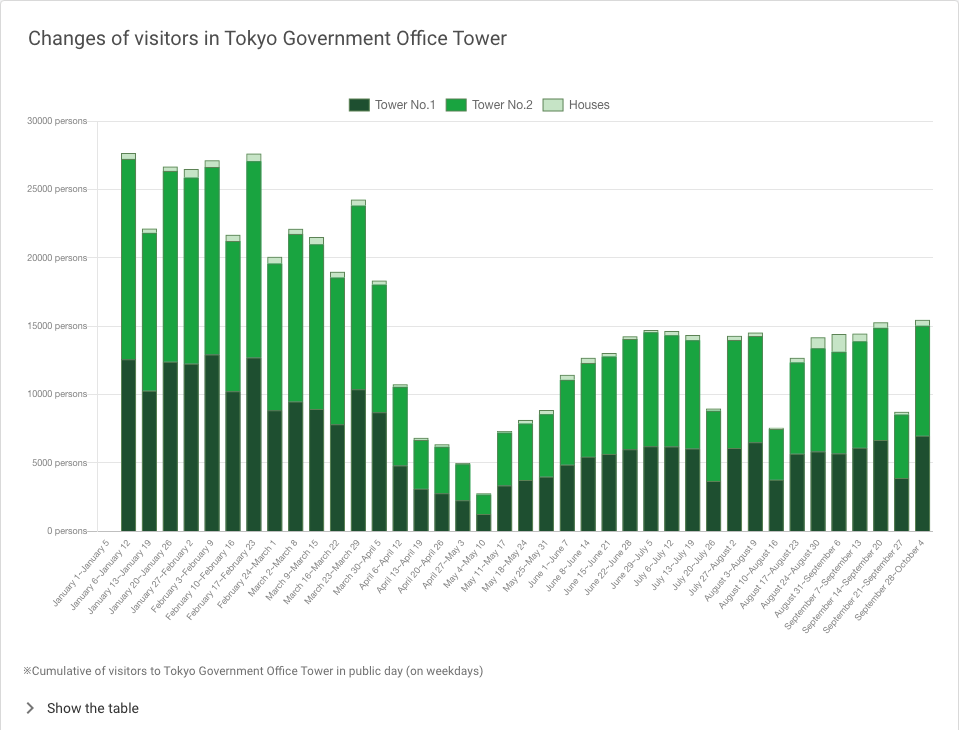 Changes of visitors in Tokyo Government Office Tower
Tower No.1 Tower No.2 Houses
30000 persons
25000 persons
20000 persons
15000 persons
10000 persons
5000 persons
0 persons
January 1~January 5
January 6~January 12
January 13~January 19
January 20~January 26
January 27~February 2
February 3~February 9
February 10~February 16
February 17~February 23
February 24~March 1
March 2~March 8
March 9~March 15
March 16~March 22
March 23~March 29
March 30~April 5
April 6~April 12
April 13~April 19
April 20~April 26
April 27~May 3
May 4~May 10
May 11~May 17
May 18~May 24
May 25~May 31
June 1~June 7
June 8~June 14
June 15~June 21
June 22~June 28
June 29~July 5
July 6~July 12
July 13~July 19
July 20~July 26
July 27~August 2
August 3~August 9
August 10~August 16
August 17~August 23
August 24~August 30
August 31~September 6
September 7~September 13
September 14~September 20
September 21~September 27
September 28~October 4
※Cumulative of visitors to Tokyo Government Office Tower in public day (on weekdays)
Show the table